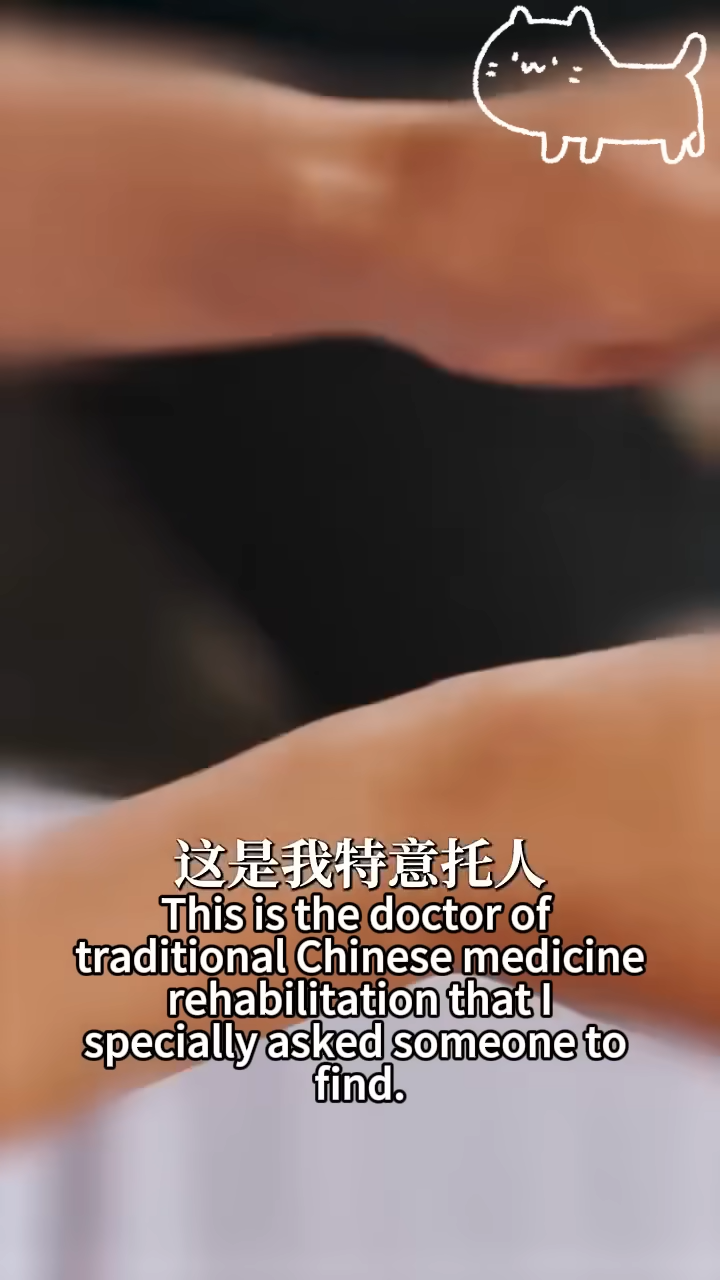 这是我特意托人
This is the doctor of
traditional Chinese medicine
rehabilitation that I
specially asked someone to
find.